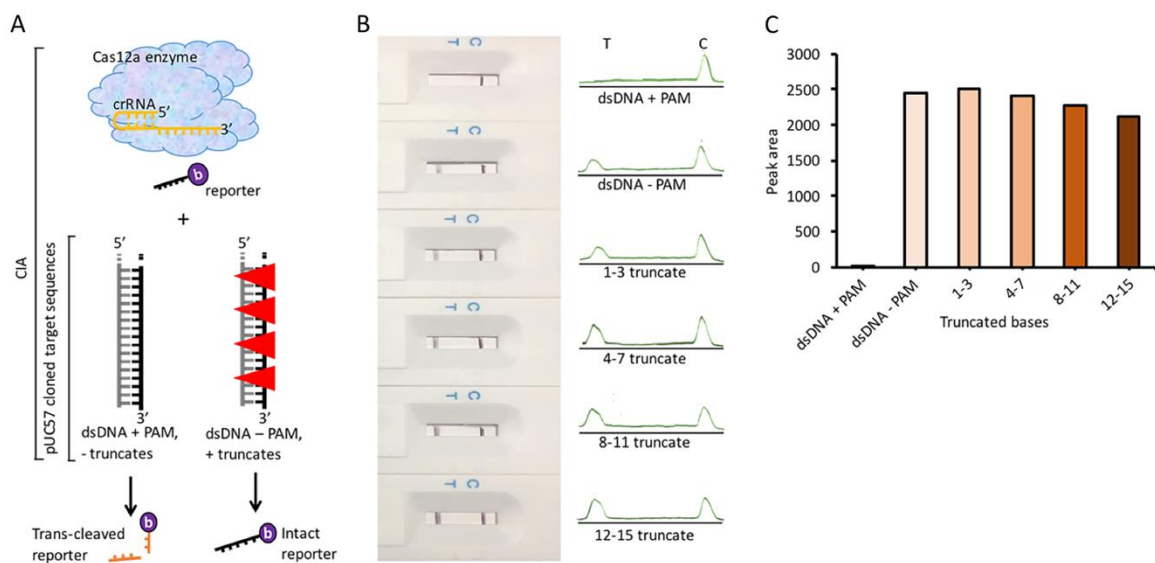 A
Cas12a enzyme
crRNA
5′
3′
b
reporter
+
CIA
pUC57 cloned target sequences
5′
5′
3′
3′
dsDNA + PAM,
- truncates
dsDNA – PAM,
+ truncates
Trans-cleaved
reporter
b
b
Intact
reporter
B
C
T
C
T
C
T
C
T
C
T
C
T
T C
dsDNA + PAM
dsDNA - PAM
1-3 truncate
4-7 truncate
8-11 truncate
12-15 truncate
C
Peak area
3000
2500
2000
1500
1000
500
0
dsDNA + PAM
dsDNA - PAM
1-3
4-7
8-11
12-15
Truncated bases